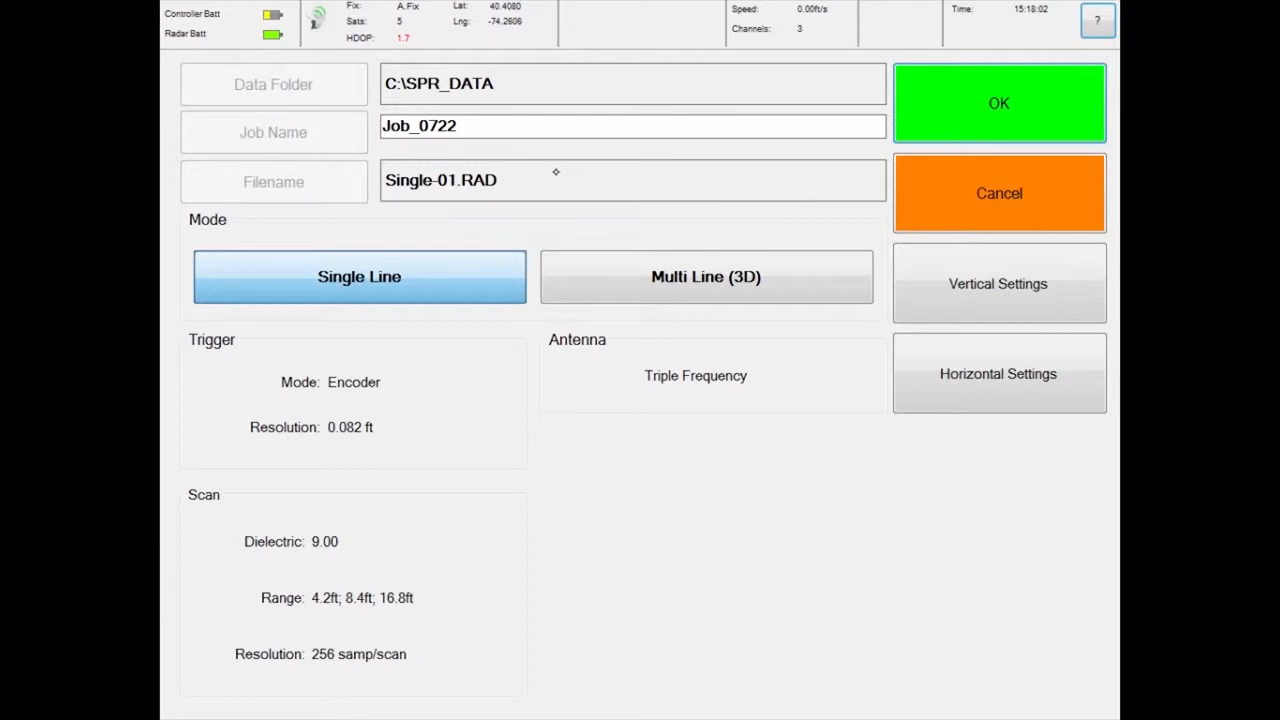 Controller Batt
Radar Batt
Fix: A.Fix
Sats: 5
HDOP: 1.7
Lat: 40.4080
Lng: -74.2606
Speed: 0.00ft/s
Channels: 3
Time: 15:18:02
?
Data Folder C:\SPR_DATA
Job Name Job_0722
Filename Single-01.RAD
OK
Cancel
Vertical Settings
Horizontal Settings
Mode
Single Line Multi Line (3D)
Trigger
Mode: Encoder
Resolution: 0.082 ft
Antenna
Triple Frequency
Scan
Dielectric: 9.00
Range: 4.2ft; 8.4ft; 16.8ft
Resolution: 256 samp/scan